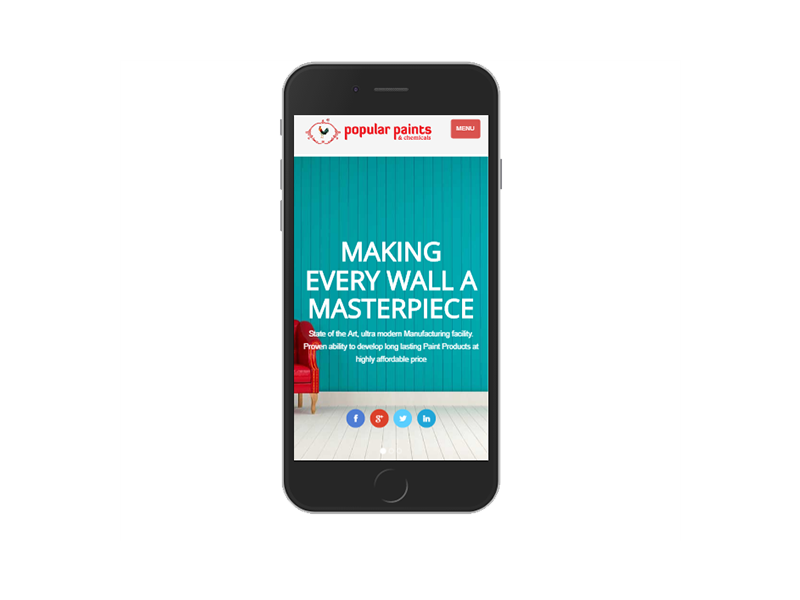 popular paints
& chemicals
MENU
MAKING
EVERY WALL A
MASTERPIECE
State of the Art, ultra modern Manufacturing facility.
Proven ability to develop long lasting Paint Products at
highly affordable price
f
g+
in